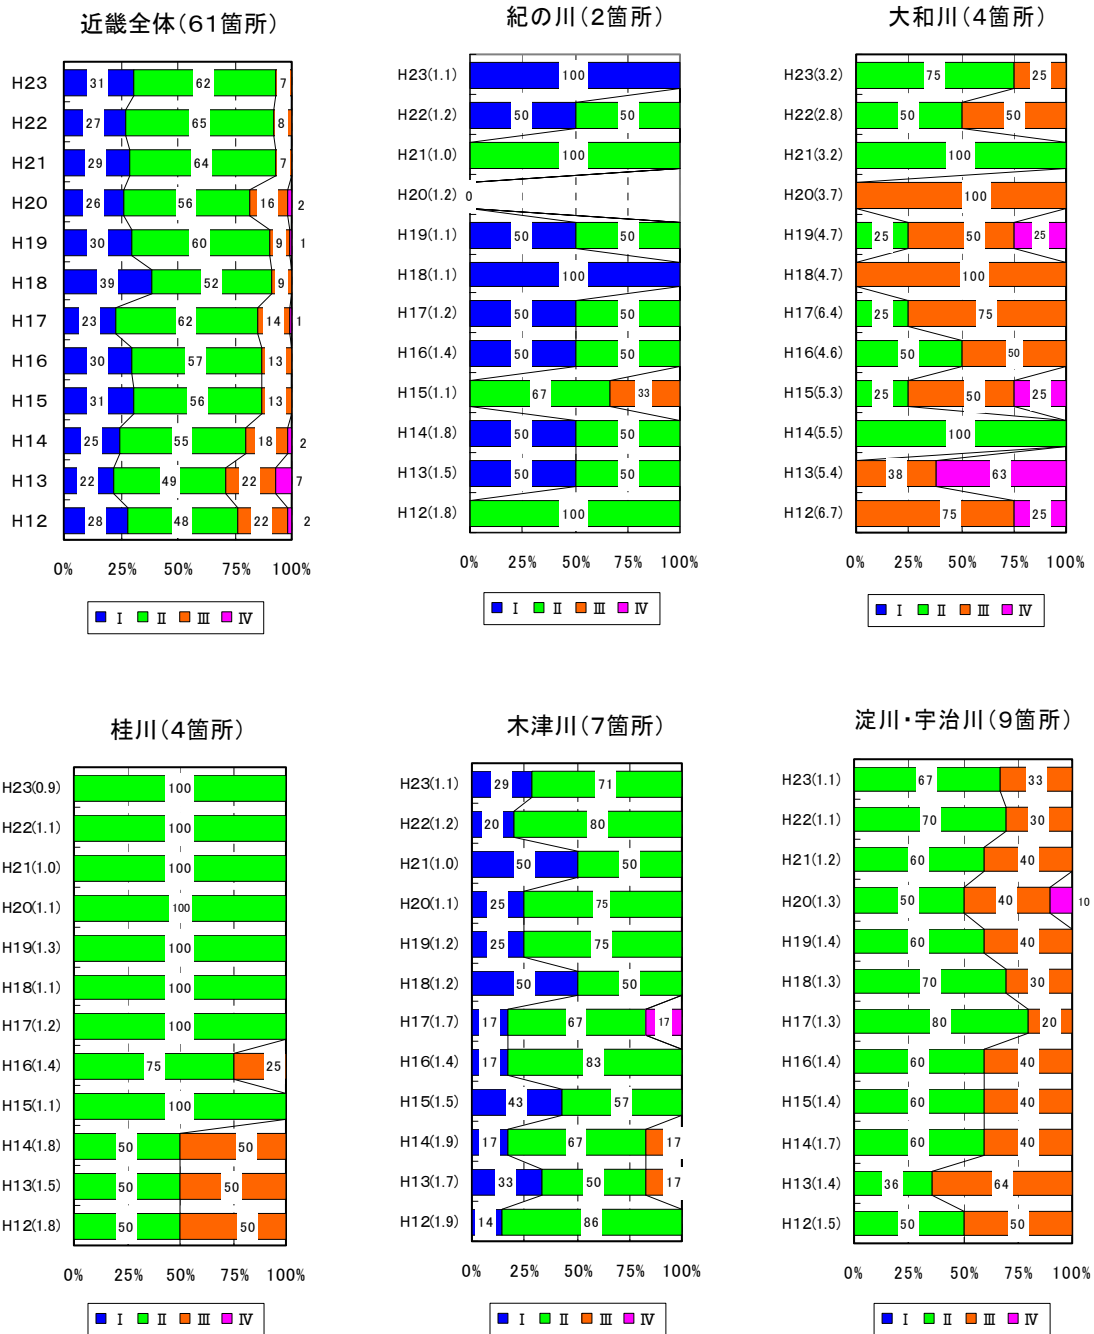 近畿全体(61箇所)
H23 31 62 7
H22 27 65 8
H21 29 64 7
H20 26 56 16 2
H19 30 60 9 1
H18 39 52 9
H17 23 62 14 1
H16 30 57 13
H15 31 56 13
H14 25 55 18 2
H13 22 49 22 7
H12 28 48 22 2
0% 25% 50% 75% 100%
Ⅰ Ⅱ Ⅲ Ⅳ
紀の川(2箇所)
H23(1.1) 100
H22(1.2) 50 50
H21(1.0) 100
H20(1.2) 0
H19(1.1) 50 50
H18(1.1) 100
H17(1.2) 50 50
H16(1.4) 50 50
H15(1.1) 67 33
H14(1.8) 50 50
H13(1.5) 50 50
H12(1.8) 100
0% 25% 50% 75% 100%
Ⅰ Ⅱ Ⅲ Ⅳ
大和川(4箇所)
H23(3.2) 75 25
H22(2.8) 50 50
H21(3.2) 100
H20(3.7) 100
H19(4.7) 25 50 25
H18(4.7) 100
H17(6.4) 25 75
H16(4.6) 50 50
H15(5.3) 25 50 25
H14(5.5) 100
H13(5.4) 38 63
H12(6.7) 75 25
0% 25% 50% 75% 100%
Ⅰ Ⅱ Ⅲ Ⅳ
桂川(4箇所)
H23(0.9) 100
H22(1.1) 100
H21(1.0) 100
H20(1.1) 100
H19(1.3) 100
H18(1.1) 100
H17(1.2) 100
H16(1.4) 75 25
H15(1.1) 100
H14(1.8) 50 50
H13(1.5) 50 50
H12(1.8) 50 50
0% 25% 50% 75% 100%
Ⅰ Ⅱ Ⅲ Ⅳ
木津川(7箇所)
H23(1.1) 29 71
H22(1.2) 20 80
H21(1.0) 50 50
H20(1.1) 25 75
H19(1.2) 25 75
H18(1.2) 50 50
H17(1.7) 17 67 17
H16(1.4) 17 83
H15(1.5) 43 57
H14(1.9) 17 67 17
H13(1.7) 33 50 17
H12(1.9) 14 86
0% 25% 50% 75% 100%
Ⅰ Ⅱ Ⅲ Ⅳ
淀川・宇治川(9箇所)
H23(1.1) 67 33
H22(1.1) 70 30
H21(1.2) 60 40
H20(1.3) 50 40 10
H19(1.4) 60 40
H18(1.3) 70 30
H17(1.3) 80 20
H16(1.4) 60 40
H15(1.4) 60 40
H14(1.7) 60 40
H13(1.4) 36 64
H12(1.5) 50 50
0% 25% 50% 75% 100%
Ⅰ Ⅱ Ⅲ Ⅳ